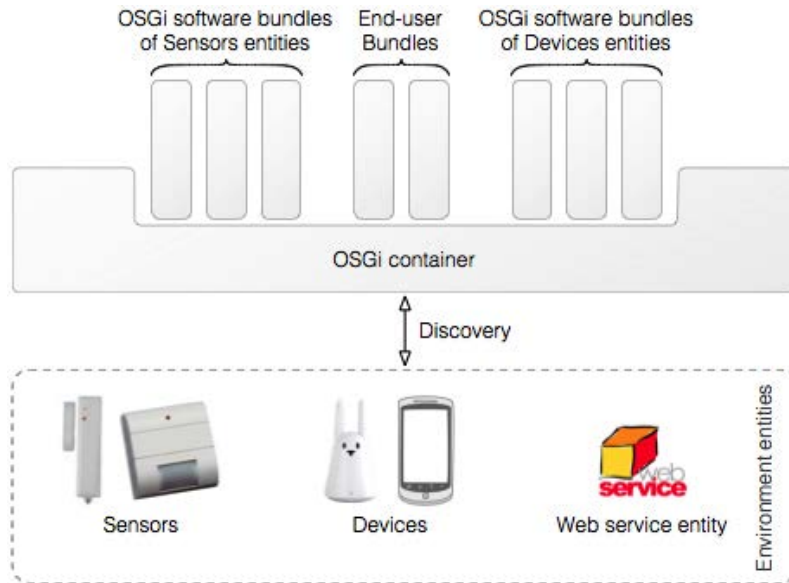 OSGi software bundles
of Sensors entities
End-user
Bundles
OSGi software bundles
of Devices entities
OSGi container
Discovery
Sensors
Devices
web
service
Web service entity
Environment entities